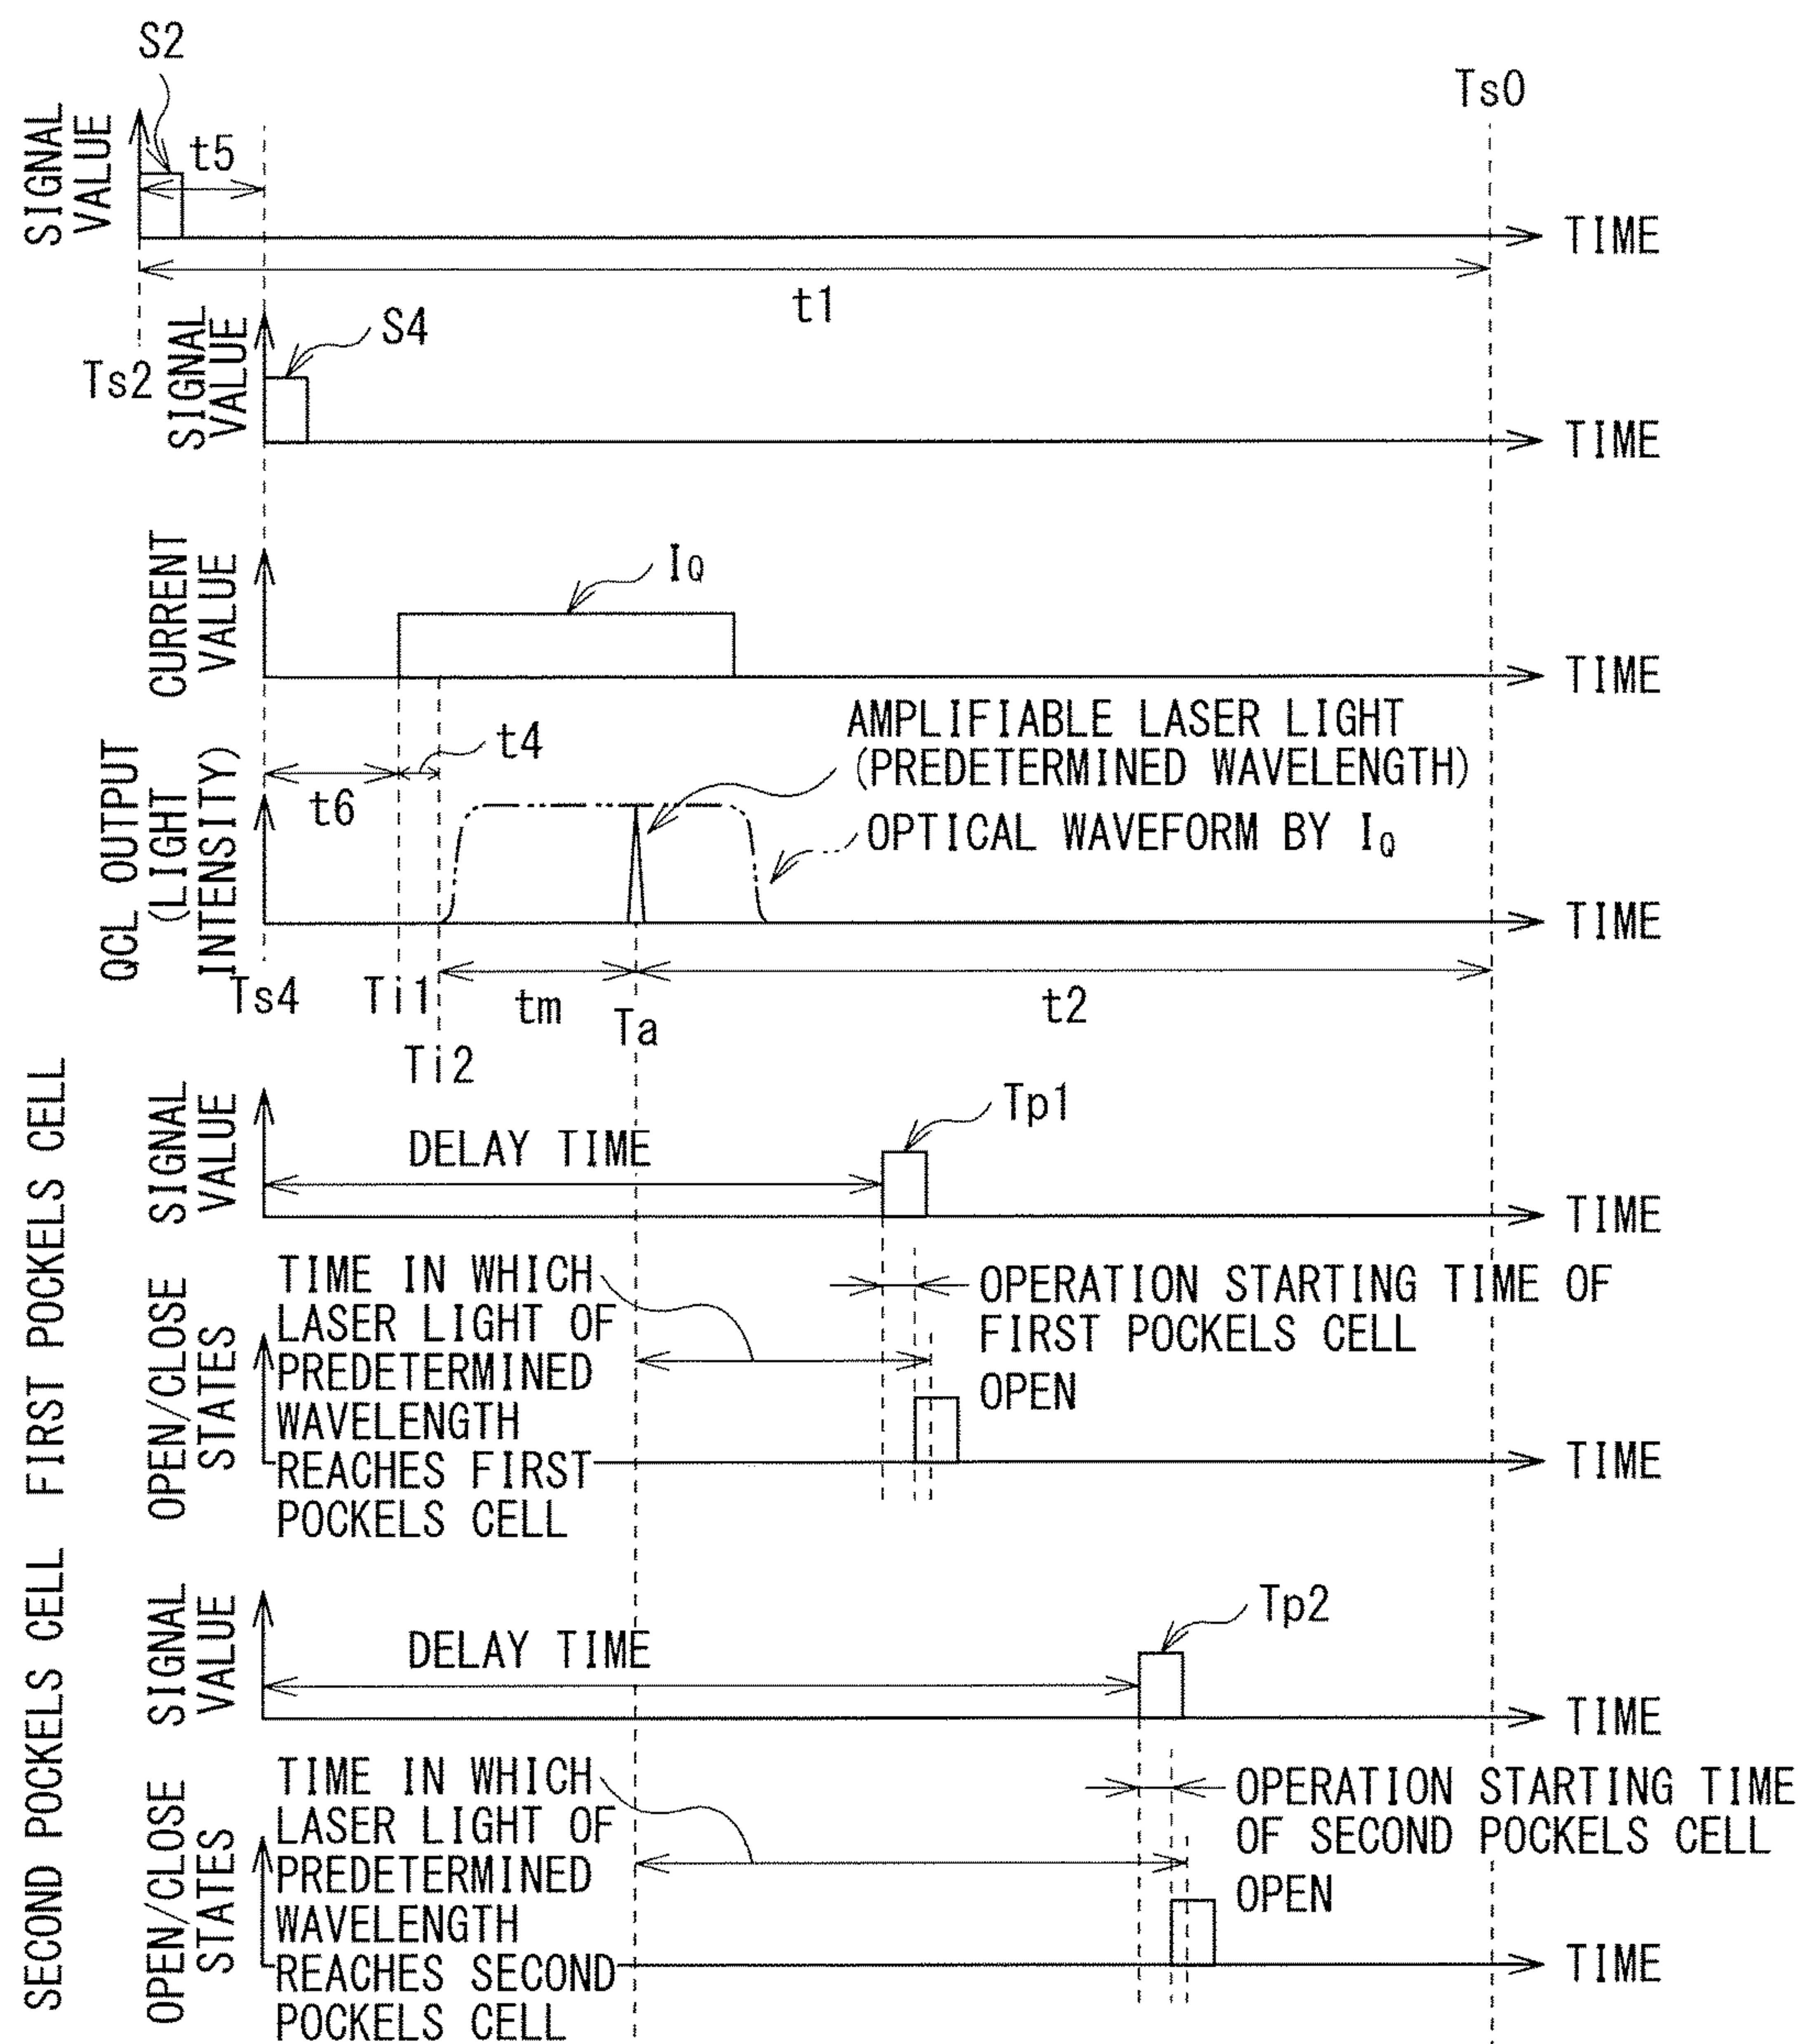 S2
Ts0
SIGNAL
VALUE
t5
TIME
t1
Ts2
SIGNAL
VALUE
S4
TIME
CURRENT
VALUE
IQ
TIME
QCL OUTPUT
(LIGHT
INTENSITY)
t6
t4
AMPLIFIABLE LASER LIGHT
(PREDETERMINED WAVELENGTH)
OPTICAL WAVEFORM BY IQ
TIME
Ts4
Ti1
tm
Ta
t2
Ti2
FIRST POCKELS CELL
SIGNAL
VALUE
DELAY TIME
Tp1
TIME
OPEN/CLOSE
STATES
TIME IN WHICH
LASER LIGHT OF
PREDETERMINED
WAVELENGTH
REACHES FIRST
POCKELS CELL
OPERATION STARTING TIME OF
FIRST POCKELS CELL
OPEN
TIME
SECOND POCKELS CELL
SIGNAL
VALUE
DELAY TIME
Tp2
TIME
OPEN/CLOSE
STATES
TIME IN WHICH
LASER LIGHT OF
PREDETERMINED
WAVELENGTH
REACHES SECOND
POCKELS CELL
OPERATION STARTING TIME
OF SECOND POCKELS CELL
OPEN
TIME